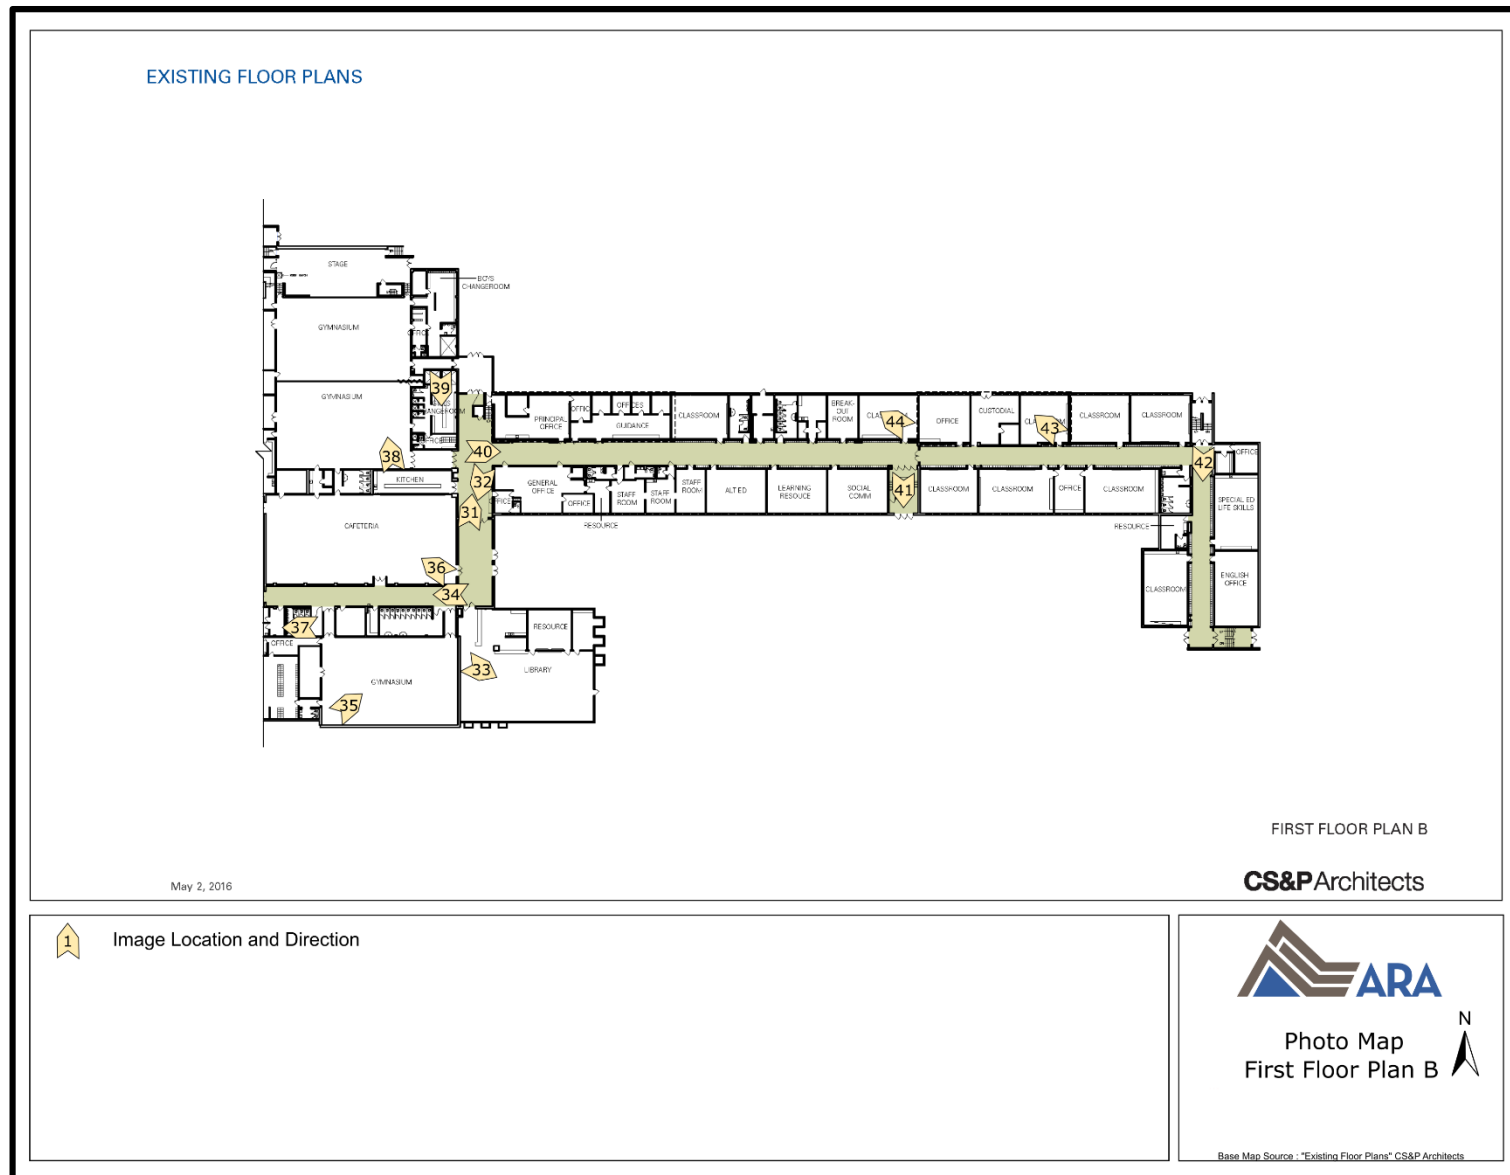 EXISTING FLOOR PLANS
STAGE
BOYS
CHANGEROOM
GYMNASIUM
GYMNASIUM
39
PRINCIPAL
OFFICE
OFFICES
GUIDANCE
CLASSROOM
BREAK-
OUT
ROOM
44
OFFICE
CUSTODIAL
43
CLASSROOM
CLASSROOM
38
40
KITCHEN
32
GENERAL
OFFICE
OFFICE
STAFF
ROOM
STAFF
ROOM
STAFF
ROOM
ALT ED
LEARNING
RESOUCE
SOCIAL
COMM
41
CLASSROOM
CLASSROOM
OFFICE
CLASSROOM
42
OFFICE
SPECIAL ED
LIFE SKILLS
31
CAFETERIA
RESOURCE
RESOURCE
36
34
CLASSROOM
ENGLISH
OFFICE
37
OFFICE
RESOURCE
33
LIBRARY
GYMNASIUM
35
FIRST FLOOR PLAN B
May 2, 2016
CS&P Architects
1
Image Location and Direction
ARA
N
Photo Map
First Floor Plan B
Base Map Source : "Existing Floor Plans" CS&P Architects